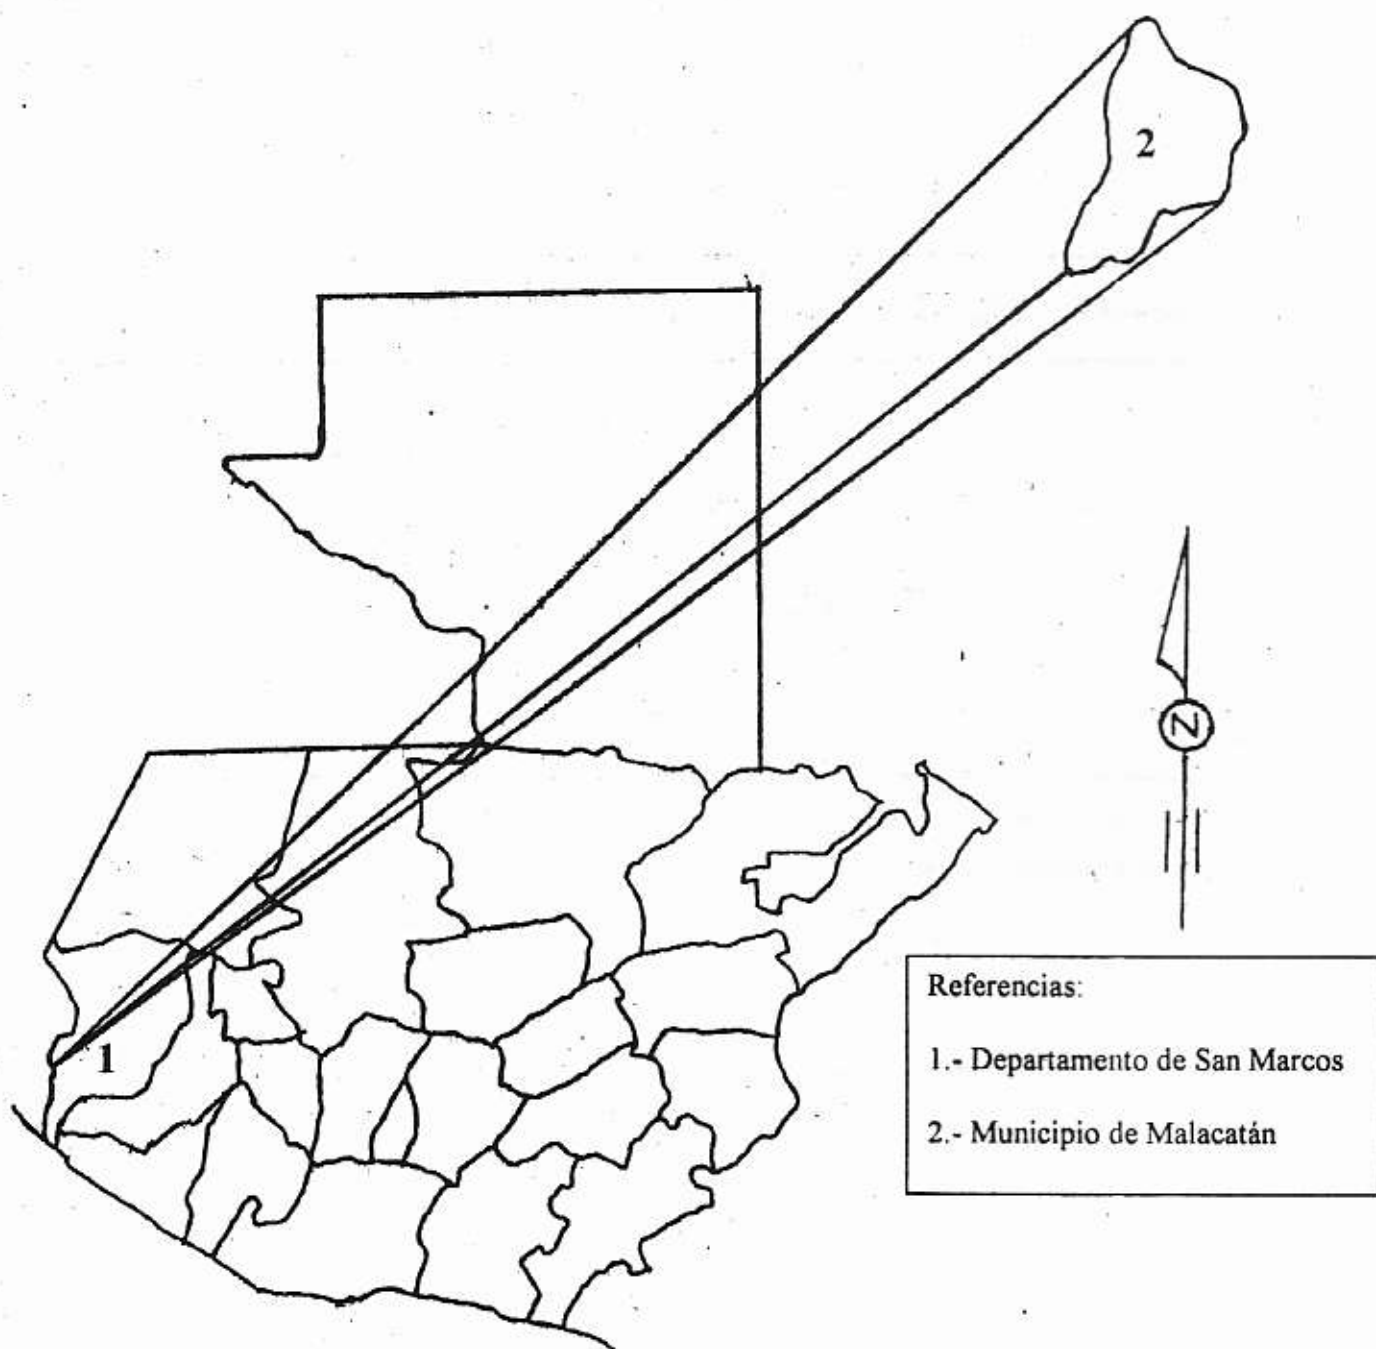 2
N
1
Referencias:
1.- Departamento de San Marcos
2.- Municipio de Malacatán